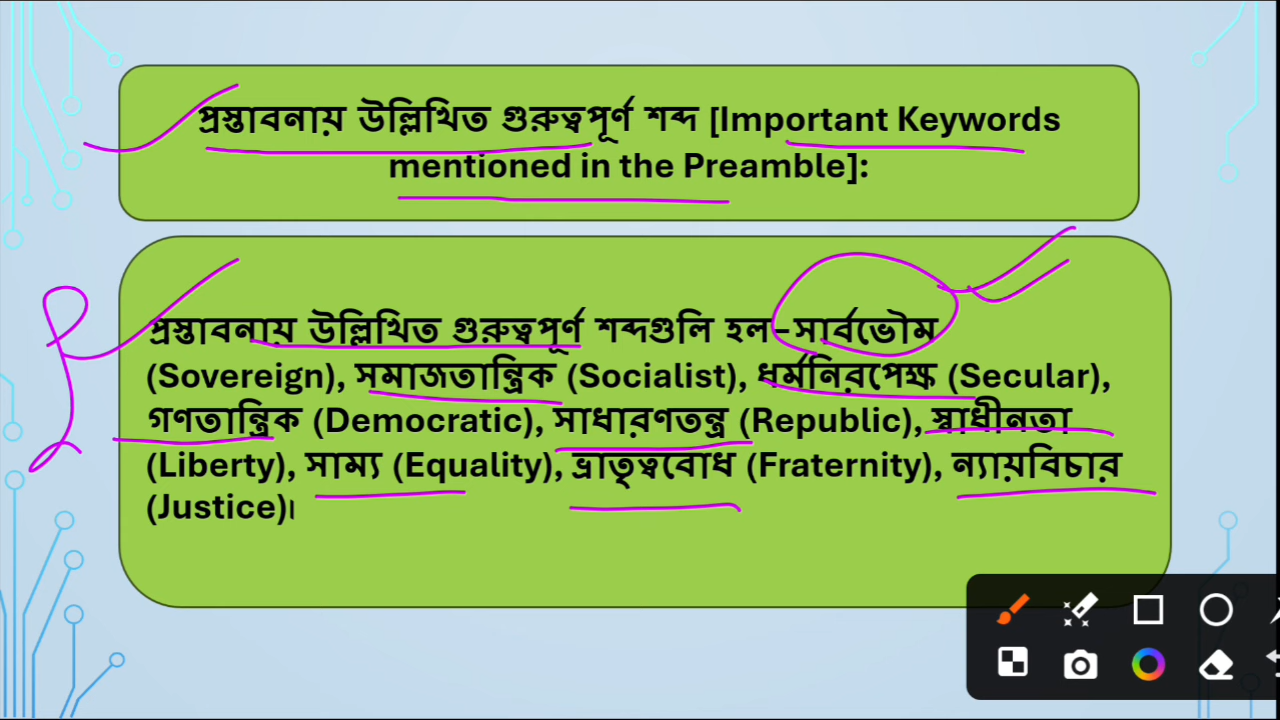 প্রস্তাবনায় উল্লিখিত গুরুত্বপূর্ণ শব্দ [Important Keywords
mentioned in the Preamble]:
প্রস্তাবনায় উল্লিখিত গুরুত্বপূর্ণ শব্দগুলি হল–সার্বভৌম
(Sovereign), সমাজতান্ত্রিক (Socialist), ধর্মনিরপেক্ষ (Secular),
গণতান্ত্রিক (Democratic), সাধারণতন্ত্র (Republic), স্বাধীনতা
(Liberty), সাম্য (Equality), ভ্রাতৃত্ববোধ (Fraternity), ন্যায়বিচার
(Justice)।